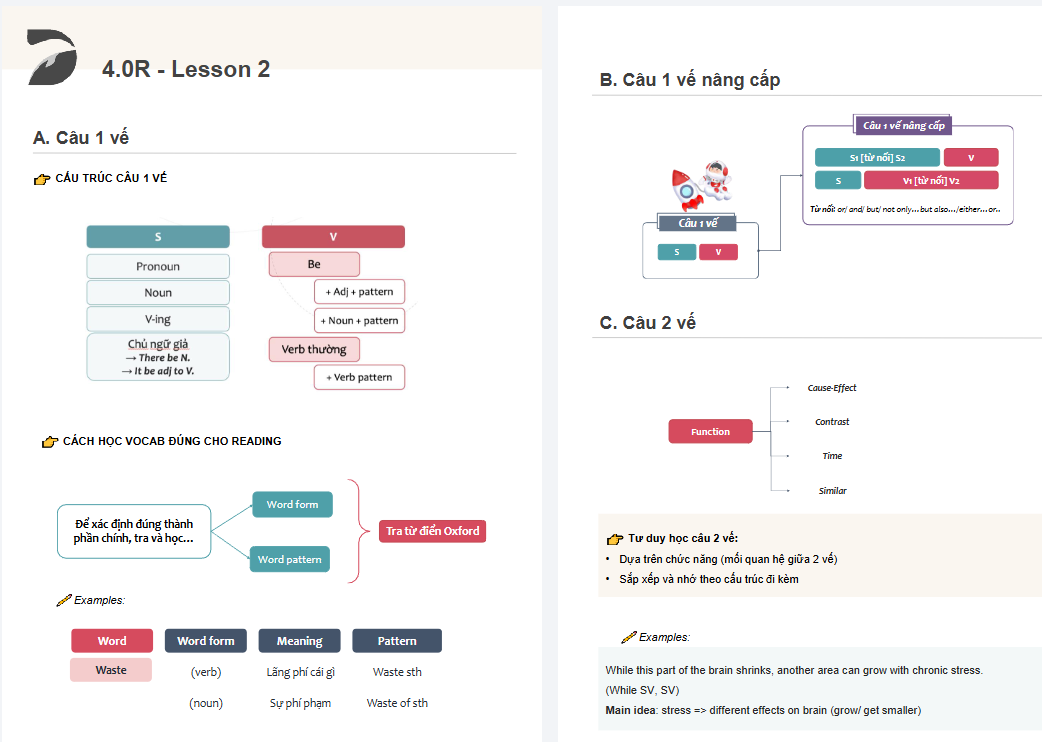 4.0R - Lesson 2
A. Câu 1 vế
👉 CẤU TRÚC CÂU 1 VẾ
S
V
Pronoun
Noun
V-ing
Chủ ngữ giả
→ There be N.
→ It be adj to V.
Be
+ Adj + pattern
+ Noun + pattern
Verb thường
+ Verb pattern
👉 CÁCH HỌC VOCAB ĐÚNG CHO READING
Để xác định đúng thành
phần chính, tra và học...
Word form
Word pattern
Tra từ điển Oxford
Examples:
Word Word form Meaning Pattern
Waste (verb) Lãng phí cái gì Waste sth
(noun) Sự phí phạm Waste of sth
B. Câu 1 vế nâng cấp
Câu 1 vế nâng cấp
S1 [từ nối] S2 V
S V1 [từ nối] V2
Từ nối: or/ and/ but/ not only...but also.../either...or..
Câu 1 vế
S V
C. Câu 2 vế
Function
Cause-Effect
Contrast
Time
Similar
👉 Tư duy học câu 2 vế:
• Dựa trên chức năng (mối quan hệ giữa 2 vế)
• Sắp xếp và nhớ theo cấu trúc đi kèm
Examples:
While this part of the brain shrinks, another area can grow with chronic stress.
(While SV, SV)
Main idea: stress => different effects on brain (grow/ get smaller)